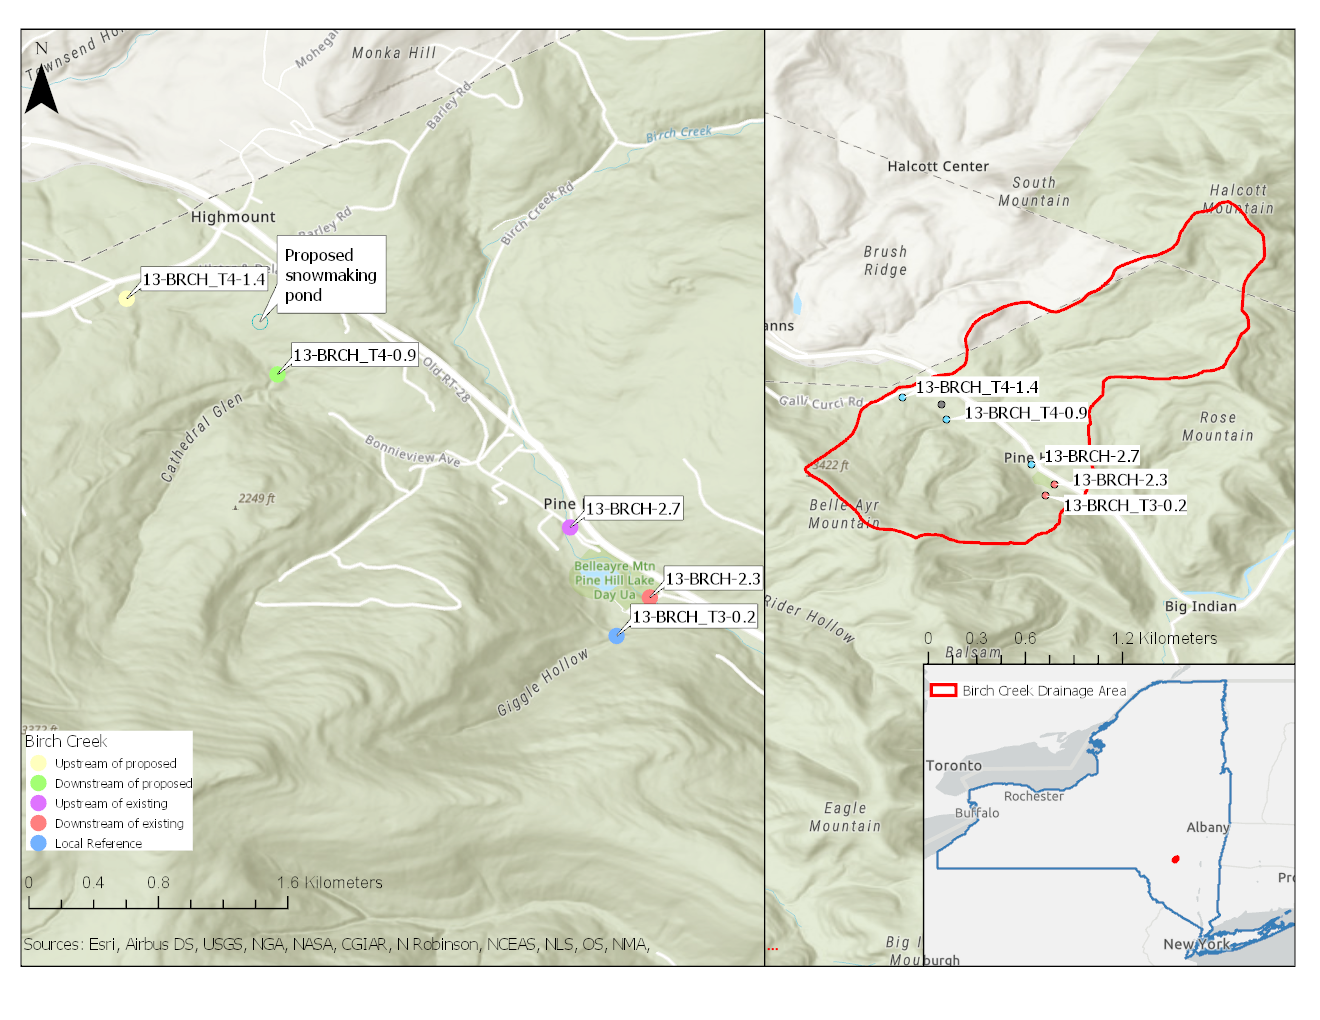 N
Townsend Ho
Mohegan
Monka Hill
Barley Rd
Birch Creek
Birch Creek Rd
Highmount
Barley Rd
Proposed
snowmaking
pond
13-BRCH_T4-1.4
13-BRCH_T4-0.9
Old RT-28
Cathedral Glen
Bonnieview Ave
2249 ft
Pine
13-BRCH-2.7
Belleayre Mtn
Pine Hill Lake
Day Ua
13-BRCH-2.3
13-BRCH_T3-0.2
Giggle Hollow
Birch Creek
Upstream of proposed
Downstream of proposed
Upstream of existing
Downstream of existing
Local Reference
0 0.4 0.8 1.6 Kilometers
Sources: Esri, Airbus DS, USGS, NGA, NASA, CGIAR, N Robinson, NCEAS, NLS, OS, NMA,
Halcott Center
South
Mountain
Halcott
Mountain
Brush
Ridge
anns
13-BRCH_T4-1.4
Galli Curci Rd
13-BRCH_T4-0.9
Rose
Mountain
Pine
13-BRCH-2.7
3422 ft
13-BRCH-2.3
Belle Ayr
Mountain
13-BRCH_T3-0.2
Rider Hollow
Big Indian
0 0.3 0.6 1.2 Kilometers
Balsam
Birch Creek Drainage Area
Toronto
Rochester
Buffalo
Albany
Eagle
Mountain
Pro
New York
Big I
Mou
burgh
...